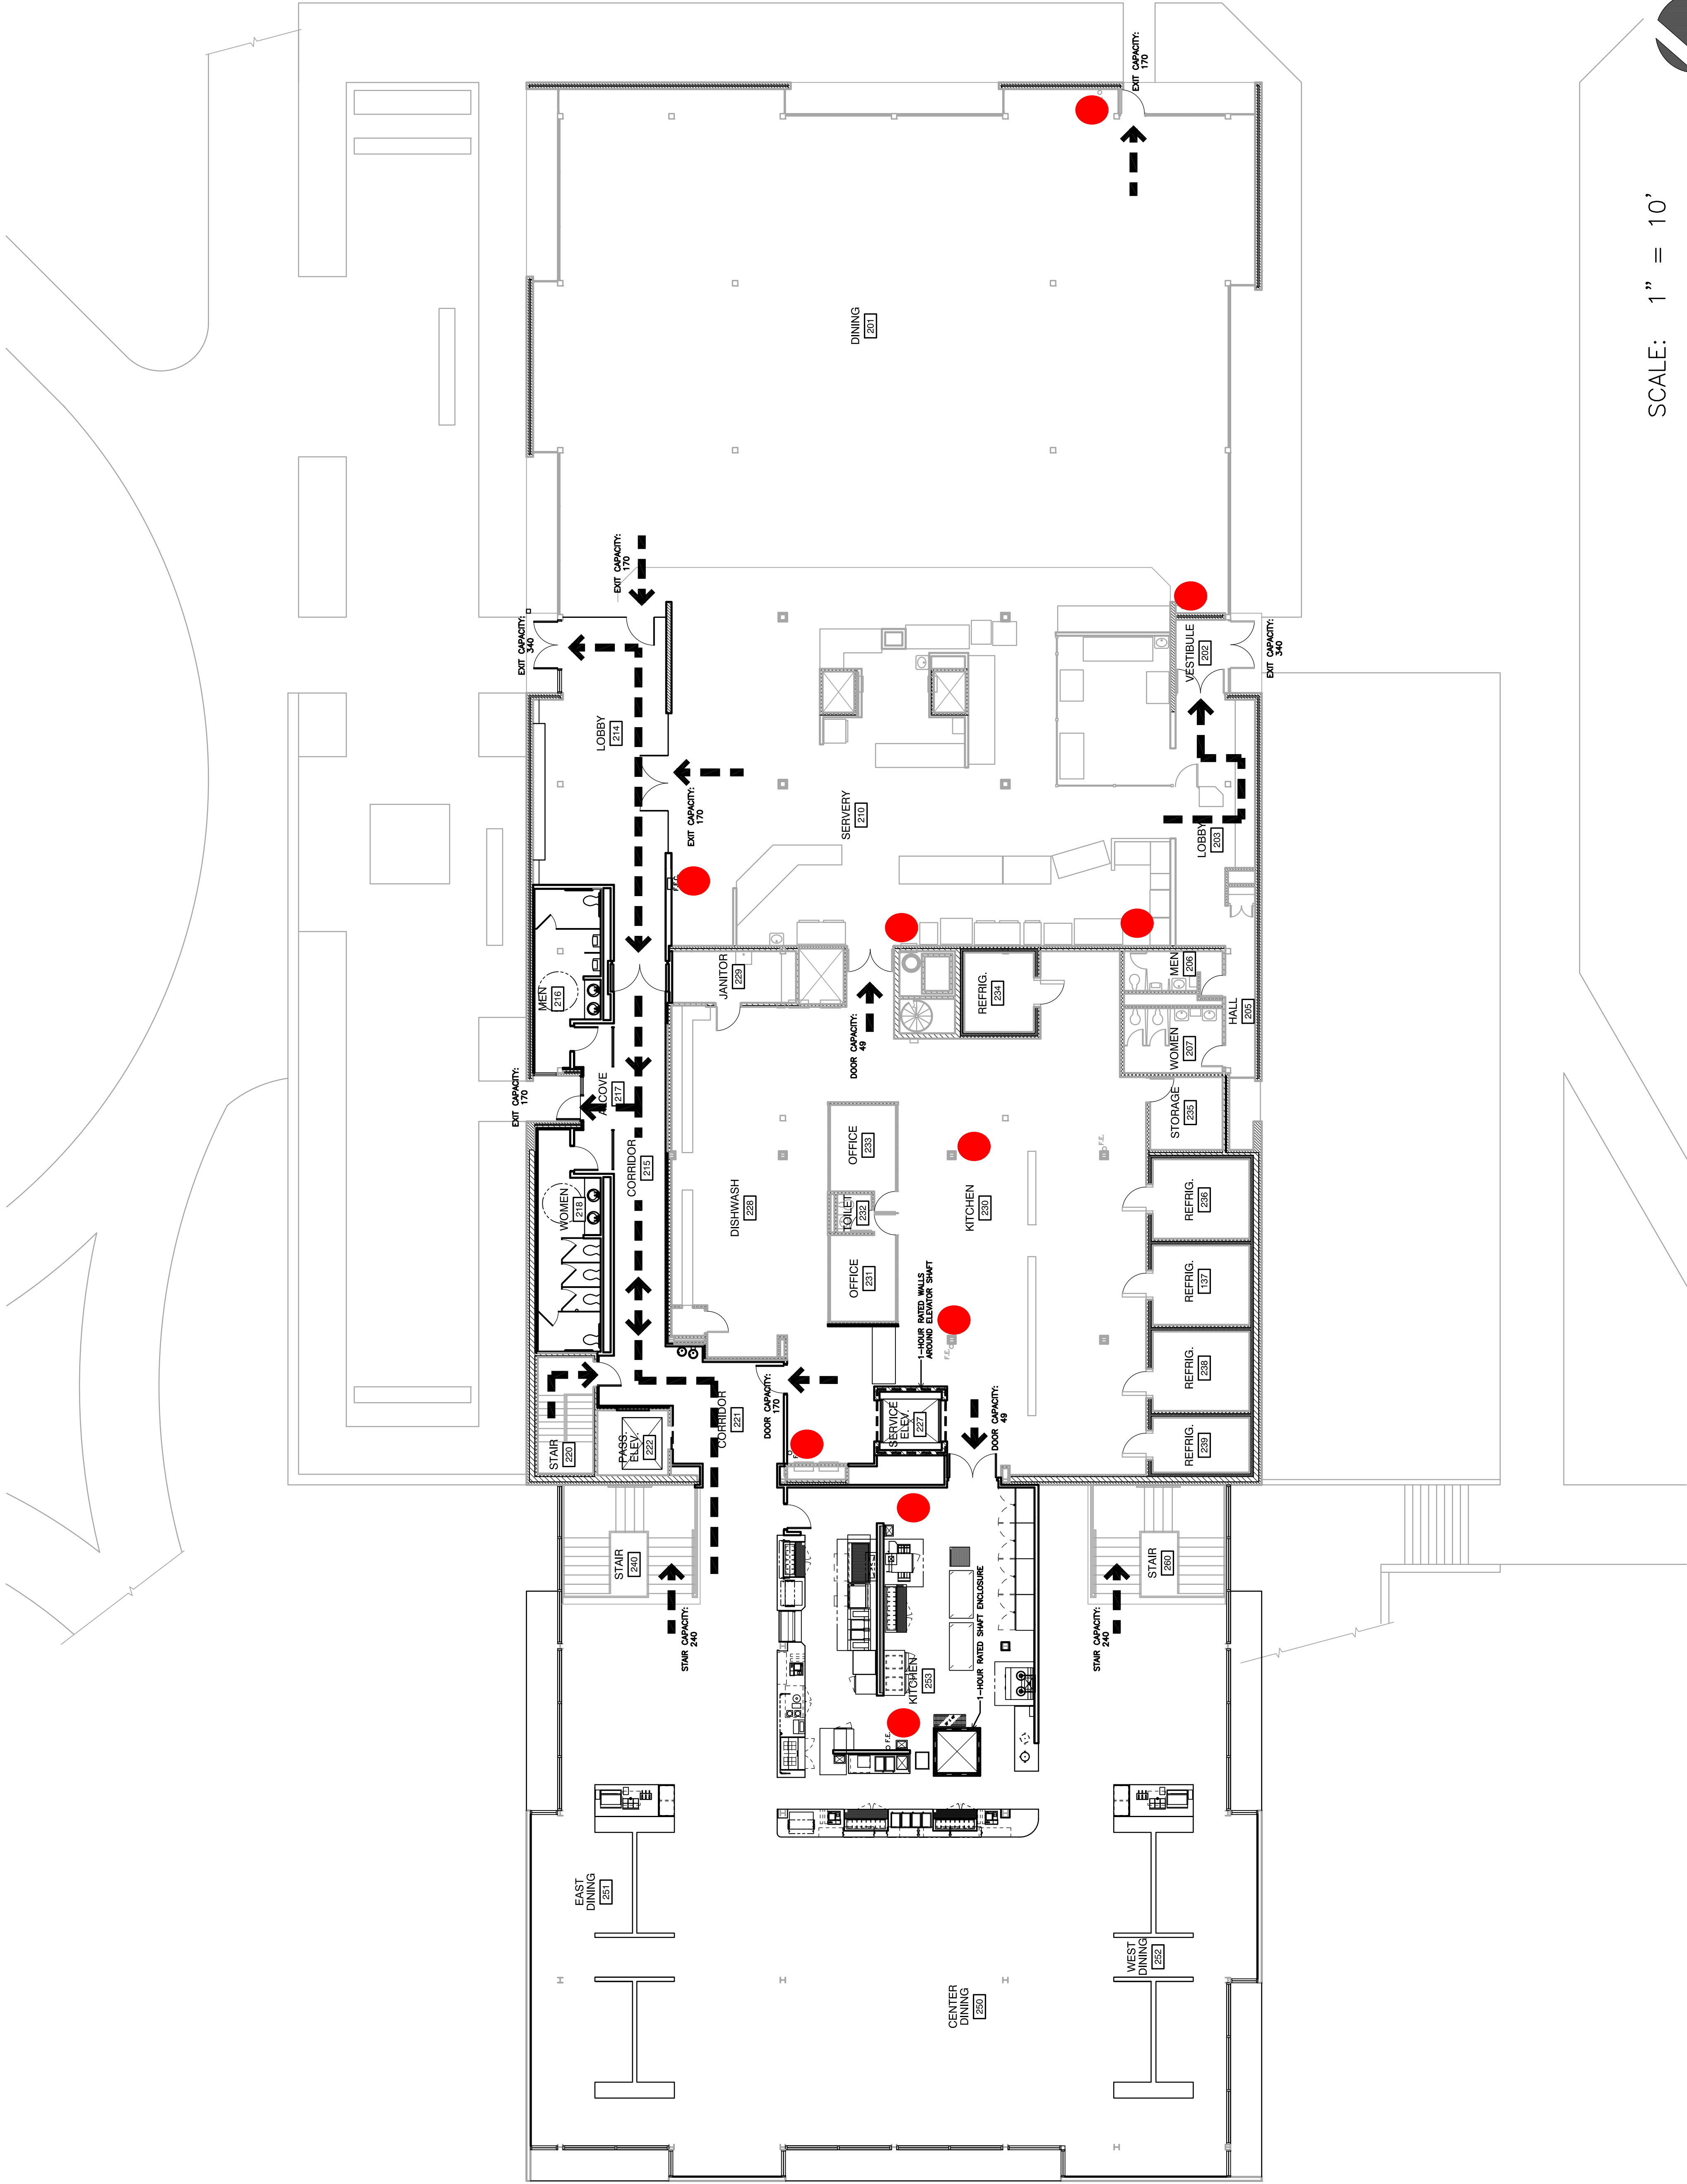 EXIT CAPACITY:
170
SCALE: 1" = 10'
DINING
201
EXIT CAPACITY:
170
EXIT CAPACITY:
340
VESTIBULE
202
EXIT CAPACITY:
340
LOBBY
214
EXIT CAPACITY:
170
SERVERY
210
LOBBY
203
JANITOR
229
MEN
216
REFRIG.
234
MEN
206
HALL
205
WOMEN
207
DOOR CAPACITY:
49
EXIT CAPACITY:
170
ALCOVE
217
STORAGE
235
F.E.
CORRIDOR
215
WOMEN
218
OFFICE
233
DISHWASH
228
TOILET
232
KITCHEN
230
REFRIG.
236
OFFICE
231
REFRIG.
137
1-HOUR RATED WALLS
AROUND ELEVATOR SHAFT
F.E.
REFRIG.
238
CORRIDOR
221
DOOR CAPACITY:
170
SERVICE
ELEV.
227
DOOR CAPACITY:
49
REFRIG.
239
STAIR
220
PASS.
ELEV.
222
STAIR
240
STAIR CAPACITY:
240
STAIR
260
STAIR CAPACITY:
240
1-HOUR RATED SHAFT ENCLOSURE
KITCHEN
253
F.E.
EAST
DINING
251
WEST
DINING
252
CENTER
DINING
250